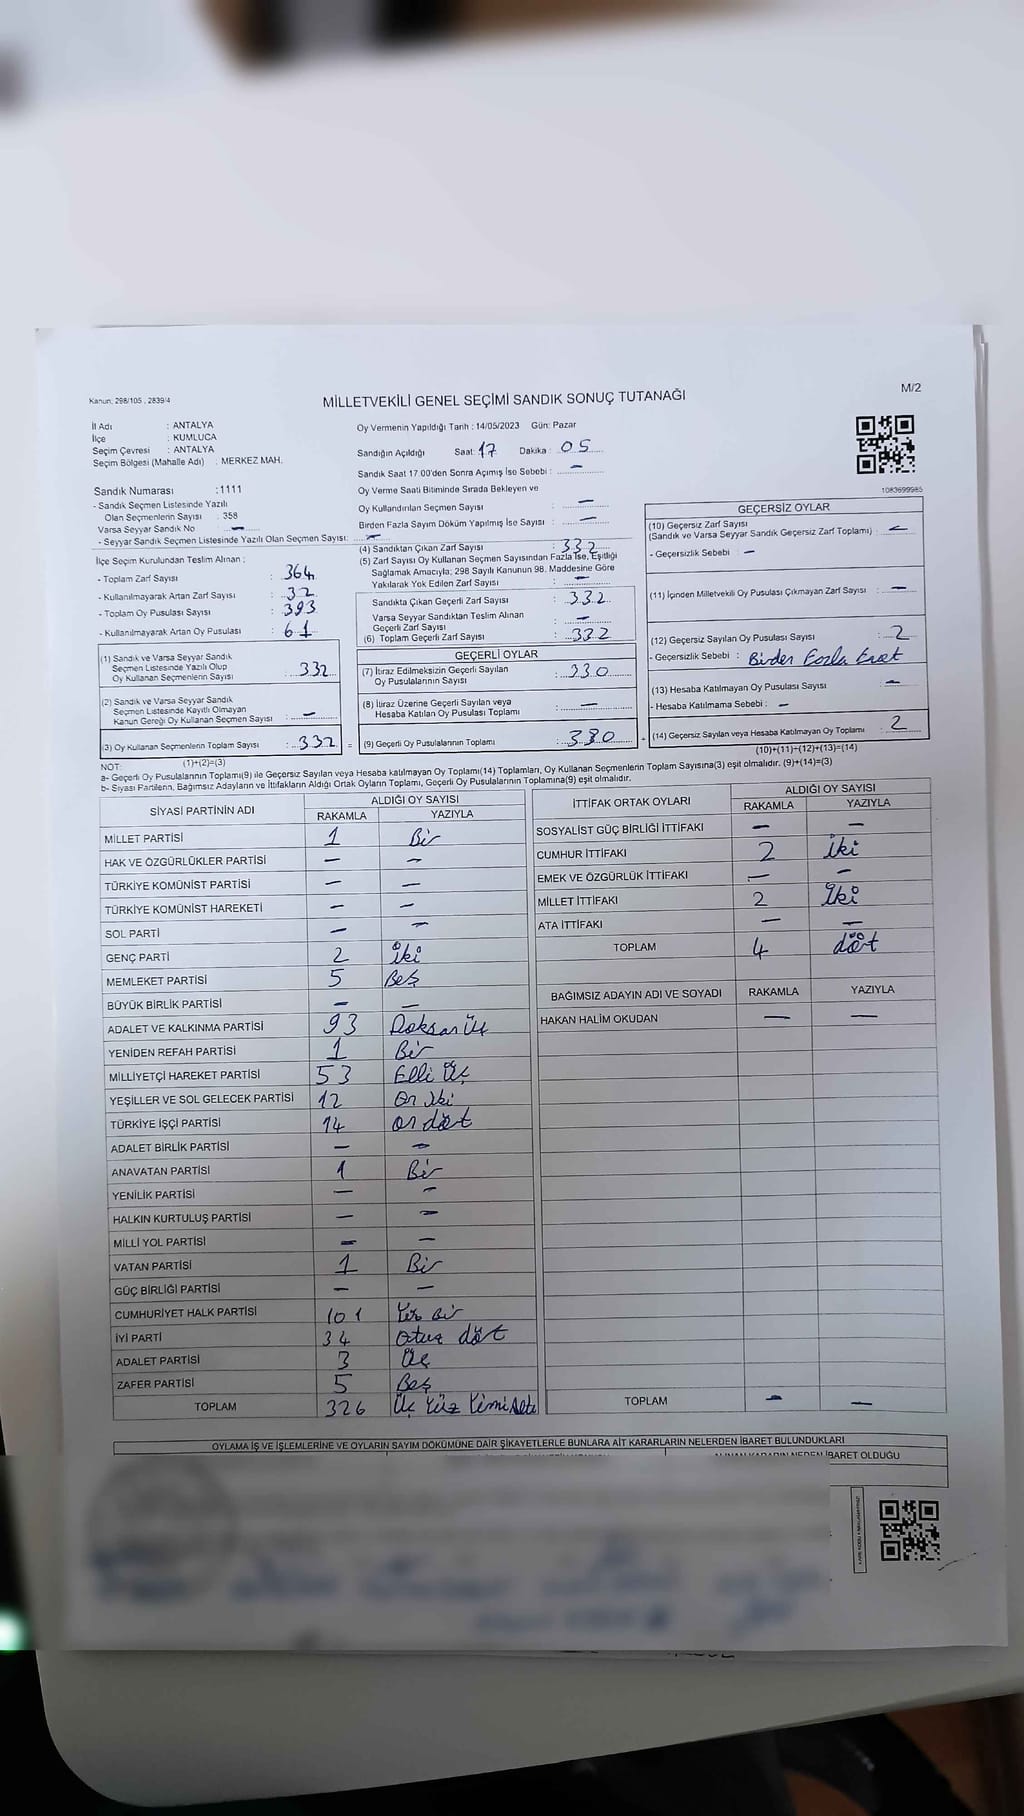 Kanun: 298/105 , 2839/4
MİLLETVEKİLİ GENEL SEÇİMİ SANDIK SONUÇ TUTANAĞI
M/2
İl Adı : ANTALYA
İlçe : KUMLUCA
Seçim Çevresi : ANTALYA
Seçim Bölgesi (Mahalle Adı) : MERKEZ MAH.
Sandık Numarası :1111
- Sandık Seçmen Listesinde Yazılı
Olan Seçmenlerin Sayısı : 358
Varsa Seyyar Sandık No : —
- Seyyar Sandık Seçmen Listesinde Yazılı Olan Seçmen Sayısı: —
İlçe Seçim Kurulundan Teslim Alınan :
- Toplam Zarf Sayısı : 364
- Kullanılmayarak Artan Zarf Sayısı : 32
- Toplam Oy Pusulası Sayısı : 393
- Kullanılmayarak Artan Oy Pusulası : 61
(1) Sandık ve Varsa Seyyar Sandık
Seçmen Listesinde Yazılı Olup
Oy Kullanan Seçmenlerin Sayısı : 332
(2) Sandık ve Varsa Seyyar Sandık
Seçmen Listesinde Kayıtlı Olmayan
Kanun Gereği Oy Kullanan Seçmen Sayısı : —
(3) Oy Kullanan Seçmenlerin Toplam Sayısı : 332 =
(1)+(2)=(3)
Oy Vermenin Yapıldığı Tarih : 14/05/2023 Gün: Pazar
Sandığın Açıldığı Saat: 17 Dakika : 05
Sandık Saat 17.00'den Sonra Açımış İse Sebebi : —
Oy Verme Saati Bitiminde Sırada Bekleyen ve
Oy Kullandırılan Seçmen Sayısı : —
Birden Fazla Sayım Döküm Yapılmış İse Sayısı : —
(4) Sandıktan Çıkan Zarf Sayısı : 332
(5) Zarf Sayısı Oy Kullanan Seçmen Sayısından Fazla İse, Eşitliği
Sağlamak Amacıyla; 298 Sayılı Kanunun 98. Maddesine Göre
Yakılarak Yok Edilen Zarf Sayısı : —
Sandıkta Çıkan Geçerli Zarf Sayısı : 332
Varsa Seyyar Sandıktan Teslim Alınan
Geçerli Zarf Sayısı : —
(6) Toplam Geçerli Zarf Sayısı : 332
GEÇERLİ OYLAR
(7) İtiraz Edilmeksizin Geçerli Sayılan
Oy Pusulalarının Sayısı : 330
(8) İtiraz Üzerine Geçerli Sayılan veya
Hesaba Katılan Oy Pusulası Toplamı : —
(9) Geçerli Oy Pusulalarının Toplamı : 330 +
1083699985
GEÇERSİZ OYLAR
(10) Geçersiz Zarf Sayısı
(Sandık ve Varsa Seyyar Sandık Geçersiz Zarf Toplamı) : —
- Geçersizlik Sebebi : —
(11) İçinden Milletvekili Oy Pusulası Çıkmayan Zarf Sayısı : —
(12) Geçersiz Sayılan Oy Pusulası Sayısı : 2
- Geçersizlik Sebebi : Birden Fazla Evet
(13) Hesaba Katılmayan Oy Pusulası Sayısı : —
- Hesaba Katılmama Sebebi : —
(14) Geçersiz Sayılan veya Hesaba Katılmayan Oy Toplamı : 2
(10)+(11)+(12)+(13)=(14)
NOT:
a- Geçerli Oy Pusulalarının Toplamı(9) ile Geçersiz Sayılan veya Hesaba katılmayan Oy Toplamı(14) Toplamları, Oy Kullanan Seçmenlerin Toplam Sayısına(3) eşit olmalıdır. (9)+(14)=(3)
b- Siyasi Partilerin, Bağımsız Adayların ve İttifakların Aldığı Ortak Oyların Toplamı, Geçerli Oy Pusulalarının Toplamına(9) eşit olmalıdır.
SİYASİ PARTİNİN ADI ALDIĞI OY SAYISI
RAKAMLA YAZIYLA
MİLLET PARTİSİ 1 Bir
HAK VE ÖZGÜRLÜKLER PARTİSİ — —
TÜRKİYE KOMÜNİST PARTİSİ — —
TÜRKİYE KOMÜNİST HAREKETİ — —
SOL PARTİ — —
GENÇ PARTİ 2 İki
MEMLEKET PARTİSİ 5 Beş
BÜYÜK BİRLİK PARTİSİ — —
ADALET VE KALKINMA PARTİSİ 93 Doksan Üç
YENİDEN REFAH PARTİSİ 1 Bir
MİLLİYETÇİ HAREKET PARTİSİ 53 Elli Üç
YEŞİLLER VE SOL GELECEK PARTİSİ 12 On iki
TÜRKİYE İŞÇİ PARTİSİ 14 on dört
ADALET BİRLİK PARTİSİ — —
ANAVATAN PARTİSİ 1 Bir
YENİLİK PARTİSİ — —
HALKIN KURTULUŞ PARTİSİ — —
MİLLİ YOL PARTİSİ — —
VATAN PARTİSİ 1 Bir
GÜÇ BİRLİĞİ PARTİSİ — —
CUMHURİYET HALK PARTİSİ 101 Yüz Bir
İYİ PARTİ 34 Otuz dört
ADALET PARTİSİ 3 Üç
ZAFER PARTİSİ 5 Beş
TOPLAM 326 Üç Yüz Yirmi Altı
İTTİFAK ORTAK OYLARI ALDIĞI OY SAYISI
RAKAMLA YAZIYLA
SOSYALİST GÜÇ BİRLİĞİ İTTİFAKI — —
CUMHUR İTTİFAKI 2 İki
EMEK VE ÖZGÜRLÜK İTTİFAKI — —
MİLLET İTTİFAKI 2 İki
ATA İTTİFAKI — —
TOPLAM 4 dört
BAĞIMSIZ ADAYIN ADI VE SOYADI RAKAMLA YAZIYLA
HAKAN HALİM OKUDAN — —
TOPLAM — —
OYLAMA İŞ VE İŞLEMLERİNE VE OYLARIN SAYIM DÖKÜMÜNE DAİR ŞİKAYETLERLE BUNLARA AİT KARARLARIN NELERDEN İBARET BULUNDUKLARI
ALINAN KARARIN NEDEN İBARET OLDUĞU